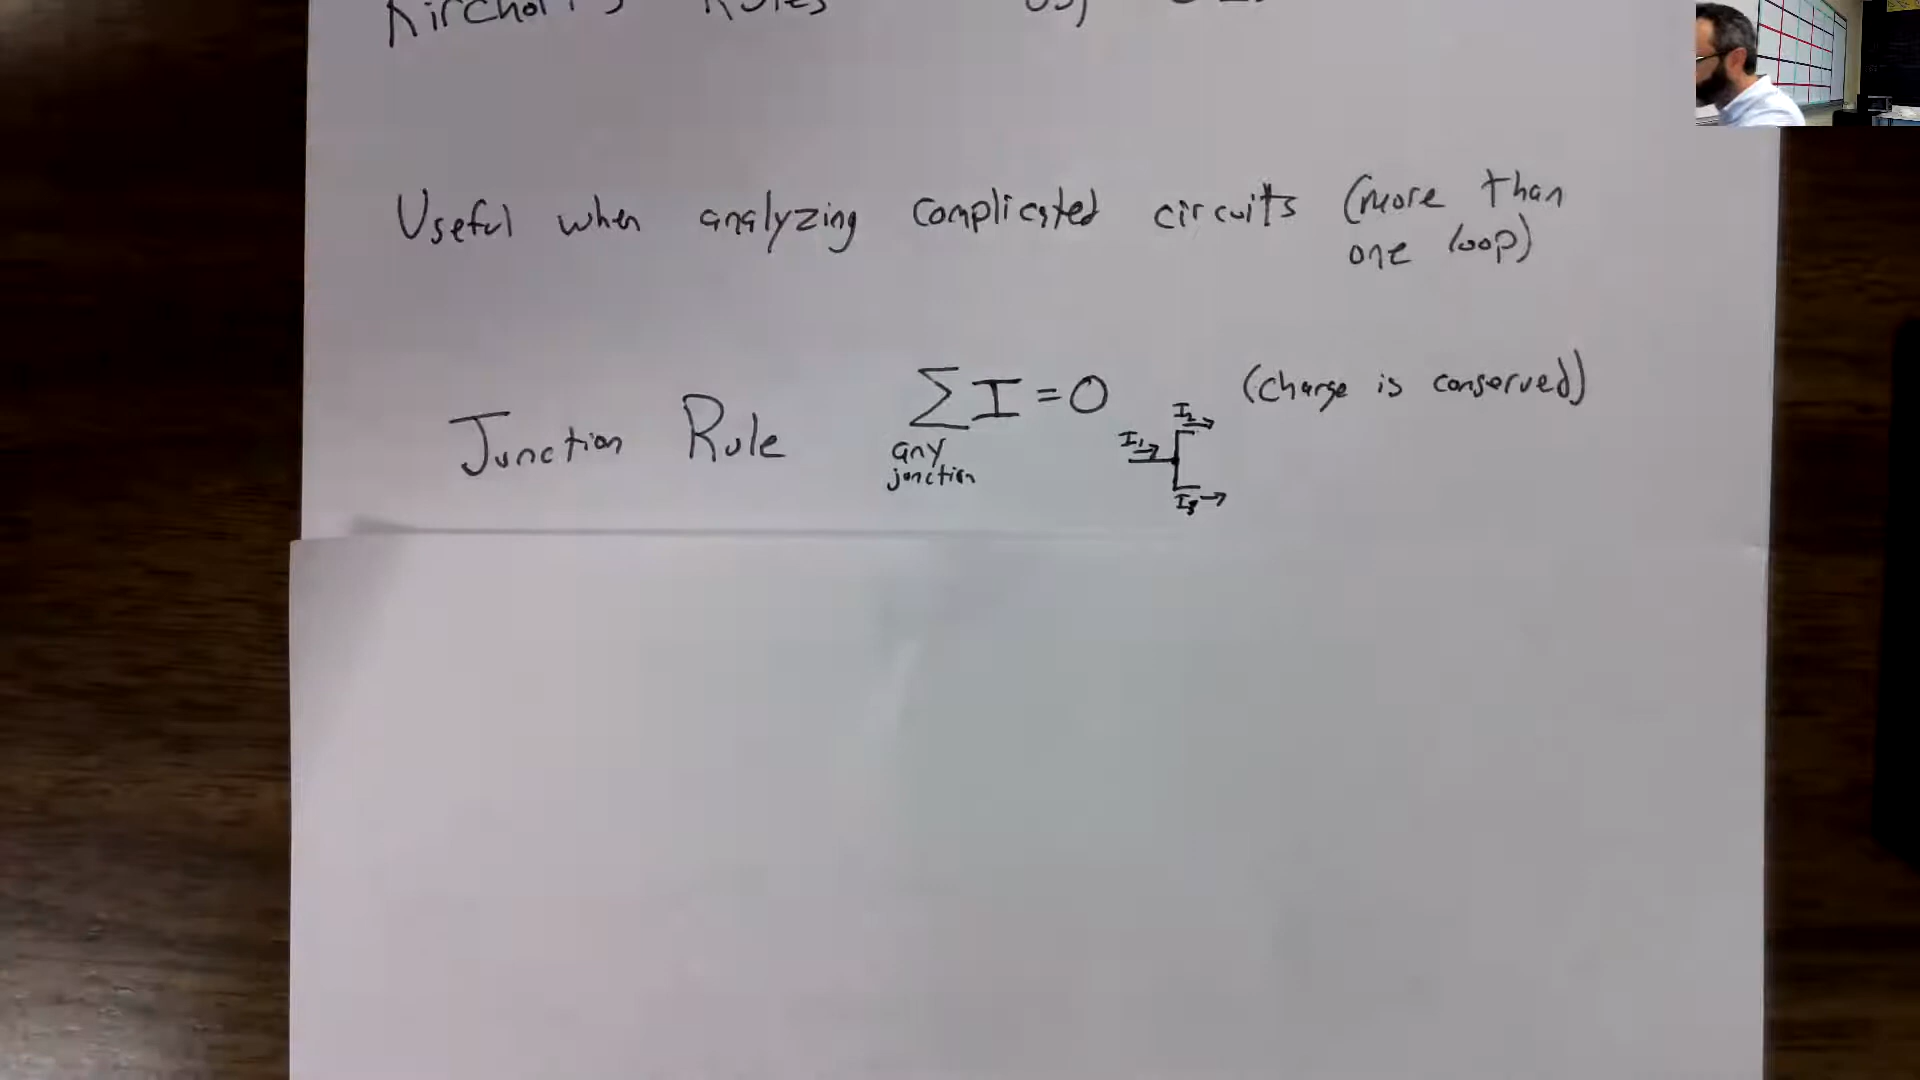 Rules
Useful when analyzing complicated circuits (more than
one loop)
Junction Rule
∑I=0
any
junction
I₁
I₂
I₃
(charge is conserved)